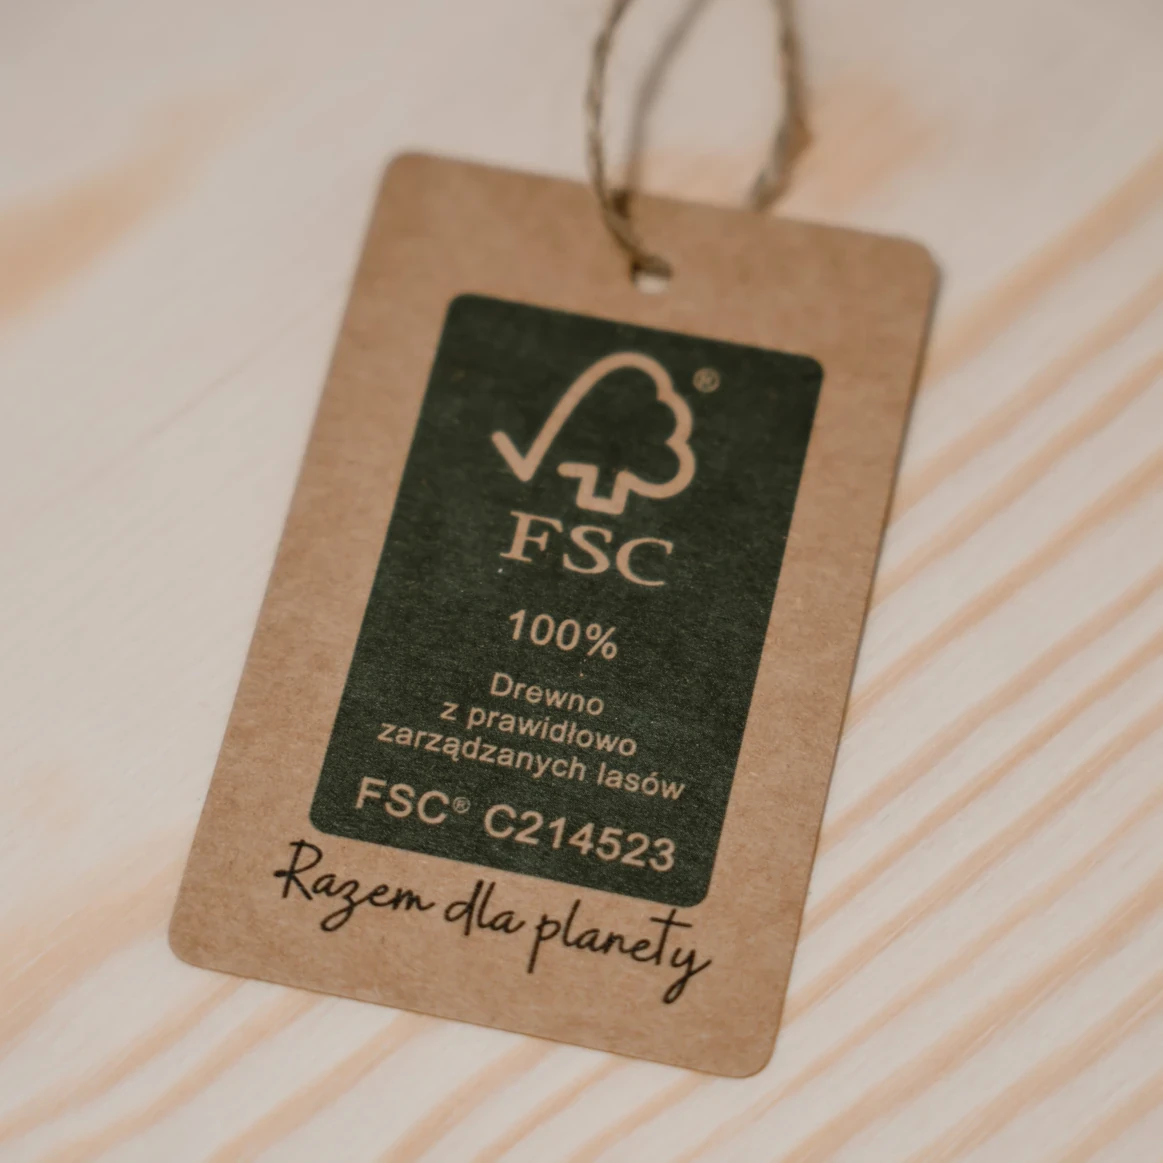 ®
FSC
100%
Drewno
z prawidłowo
zarządzanych lasów
FSC® C214523
Razem dla planety